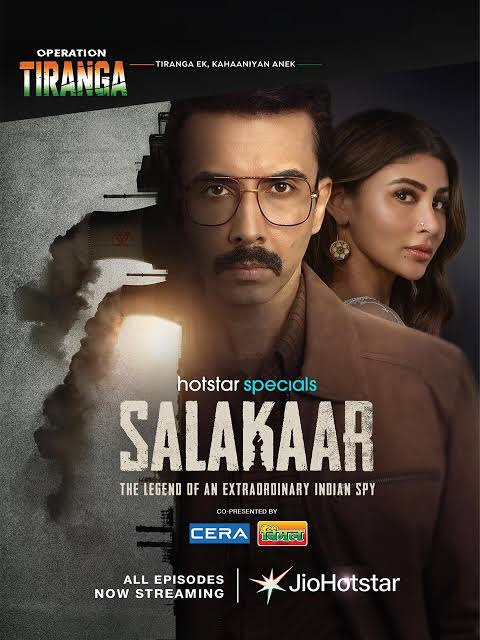 OPERATION
TIRANGA
TIRANGA EK, KAHAANIYAN ANEK
hotstar specials
SALAKAAR
THE LEGEND OF AN EXTRAORDINARY INDIAN SPY
CO-PRESENTED BY
CERA
विमल
ALL EPISODES
NOW STREAMING
JioHotstar